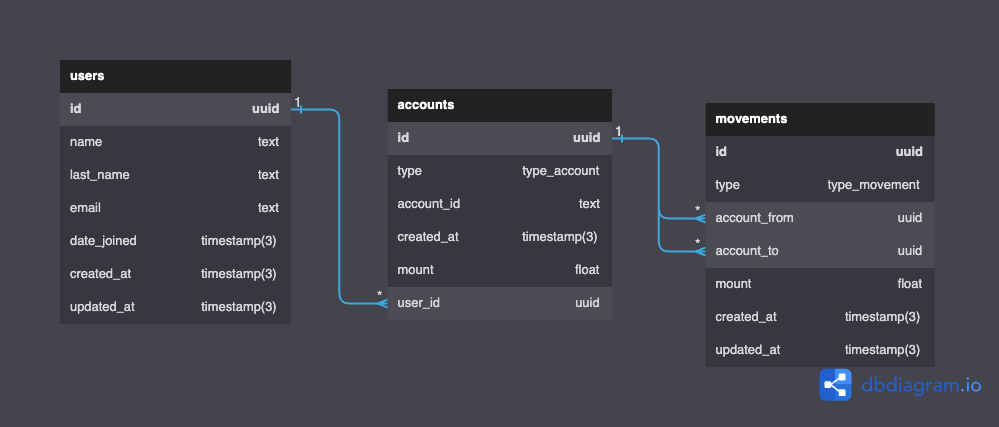 users
id uuid
name text
last_name text
email text
date_joined timestamp(3)
created_at timestamp(3)
updated_at timestamp(3)
1
*
accounts
id uuid
type type_account
account_id text
created_at timestamp(3)
mount float
user_id uuid
1
*
*
movements
id uuid
type type_movement
account_from uuid
account_to uuid
mount float
created_at timestamp(3)
updated_at timestamp(3)
dbdiagram.io